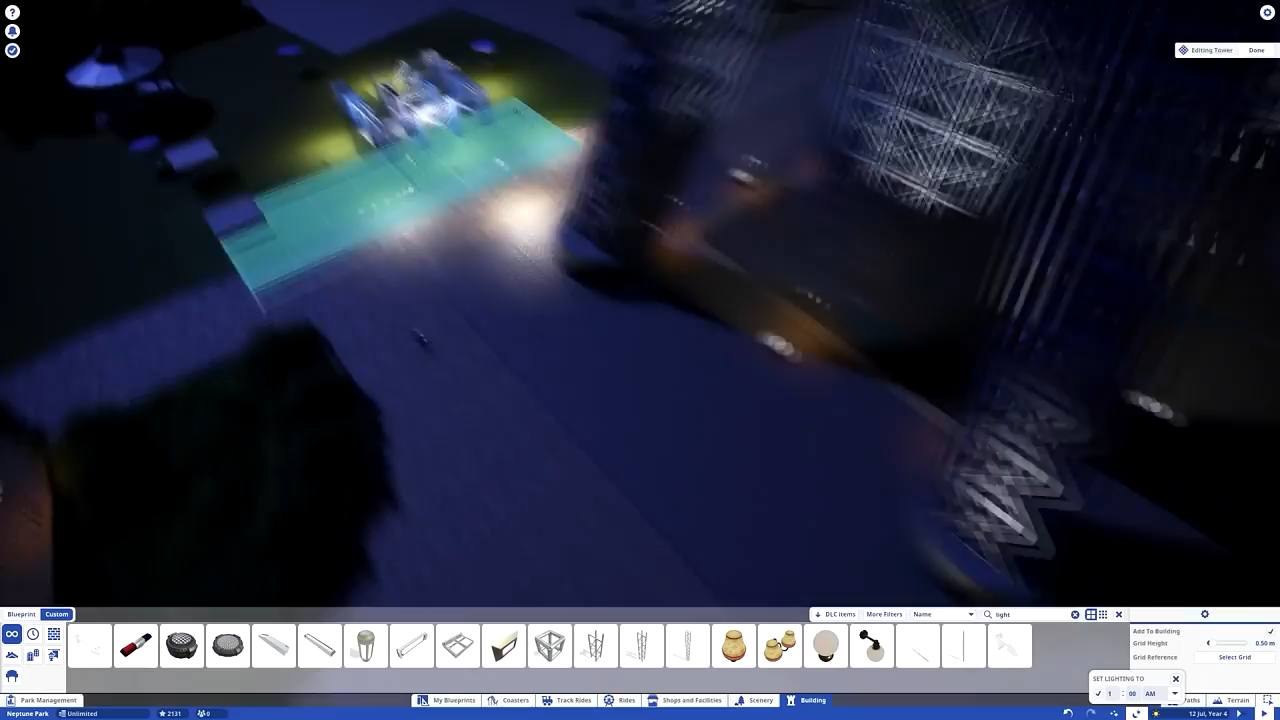 Editing Tower Done
Blueprint Custom
DLC items More Filters Name light
Add To Building
Grid Height 0.50 m
Grid Reference Select Grid
SET LIGHTING TO
1 : 00 AM
Park Management My Blueprints Coasters Track Rides Rides Shops and Facilities Scenery Building Paths Terrain
Neptune Park Unlimited 2131 0 12 Jul, Year 4